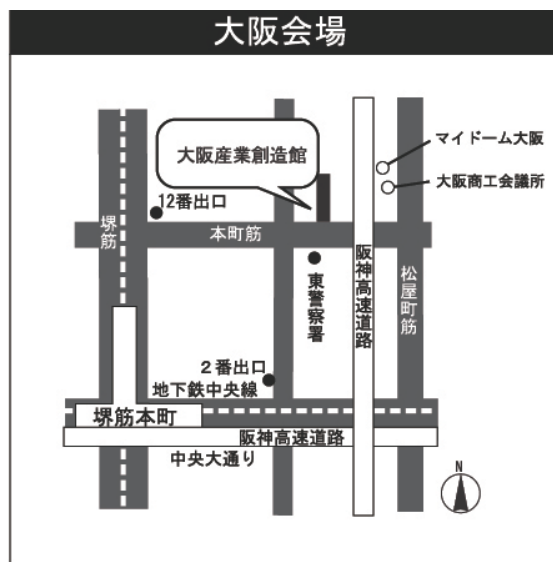 大阪会場
マイドーム大阪
大阪産業創造館
大阪商工会議所
12番出口
堺筋
本町筋
阪神高速道路
松屋町筋
東警察署
2番出口
地下鉄中央線
堺筋本町
阪神高速道路
中央大通り
N